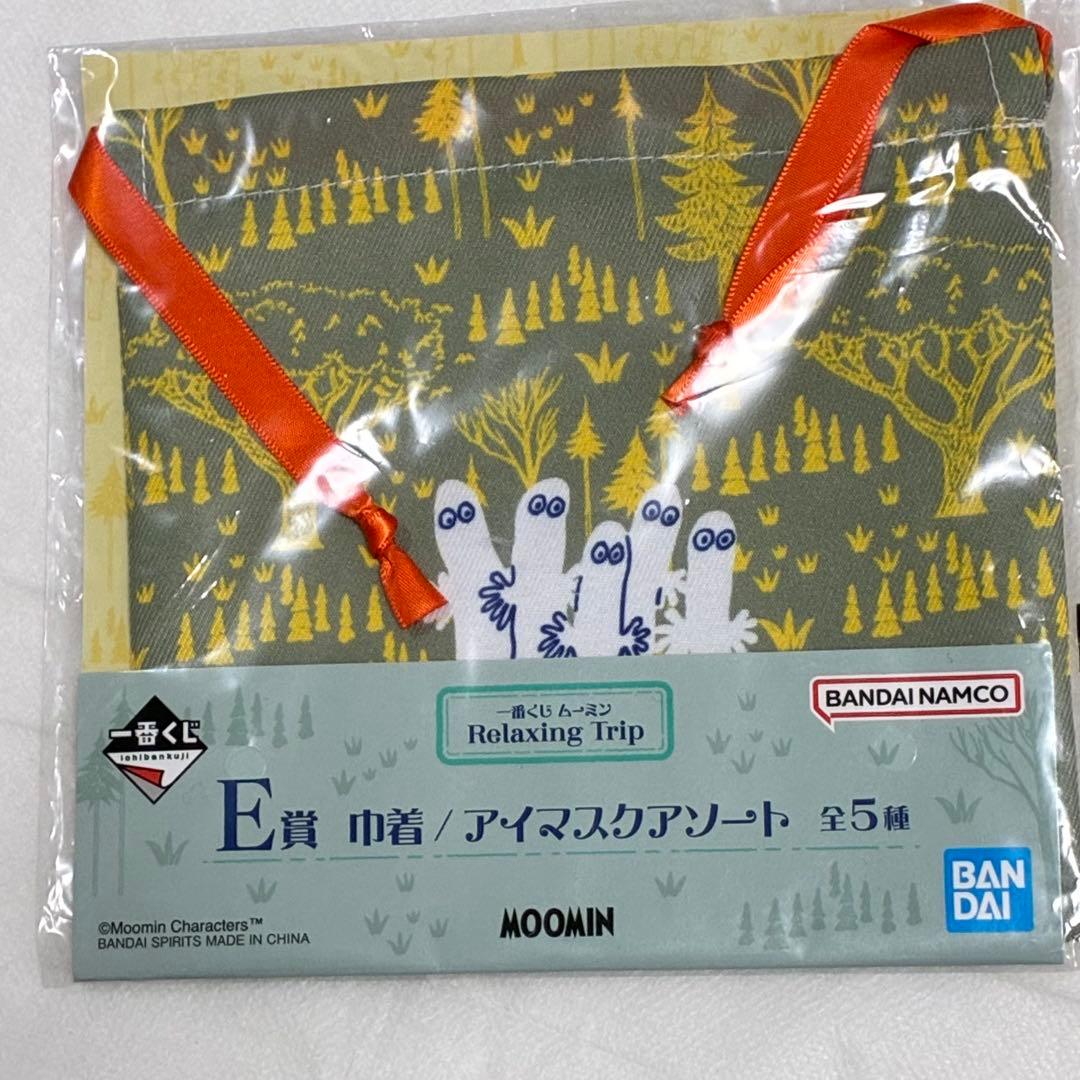 一番くじ
ichibankuji
一番くじ ムーミン
Relaxing Trip
BANDAI NAMCO
E賞 巾着/アイマスクアソート 全5種
©Moomin Characters™
BANDAI SPIRITS MADE IN CHINA
MOOMIN
BAN
DAI